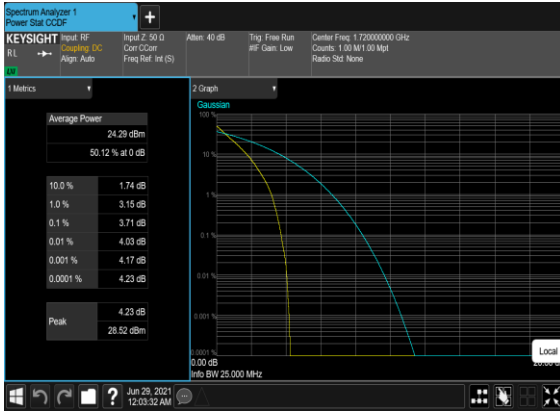 Spectrum Analyzer 1
Power Stat CCDF
KEYSIGHT Input: RF Input Z: 50 Ω Atten: 40 dB Trig: Free Run Center Freq: 1.720000000 GHz
RL Coupling: DC Corr CCorr #IF Gain: Low Counts: 1.00 M/1.00 Mpt
Align: Auto Freq Ref: Int (S) Radio Std: None
1 Metrics
2 Graph
Average Power
24.29 dBm
50.12 % at 0 dB
10.0 % 1.74 dB
1.0 % 3.15 dB
0.1 % 3.71 dB
0.01 % 4.03 dB
0.001 % 4.17 dB
0.0001 % 4.23 dB
Peak 4.23 dB
28.52 dBm
Gaussian
100 %
10 %
1 %
0.1 %
0.01 %
0.001 %
0.0001 %
0.00 dB
Info BW 25.000 MHz
Local
Jun 29, 2021
12:03:32 AM